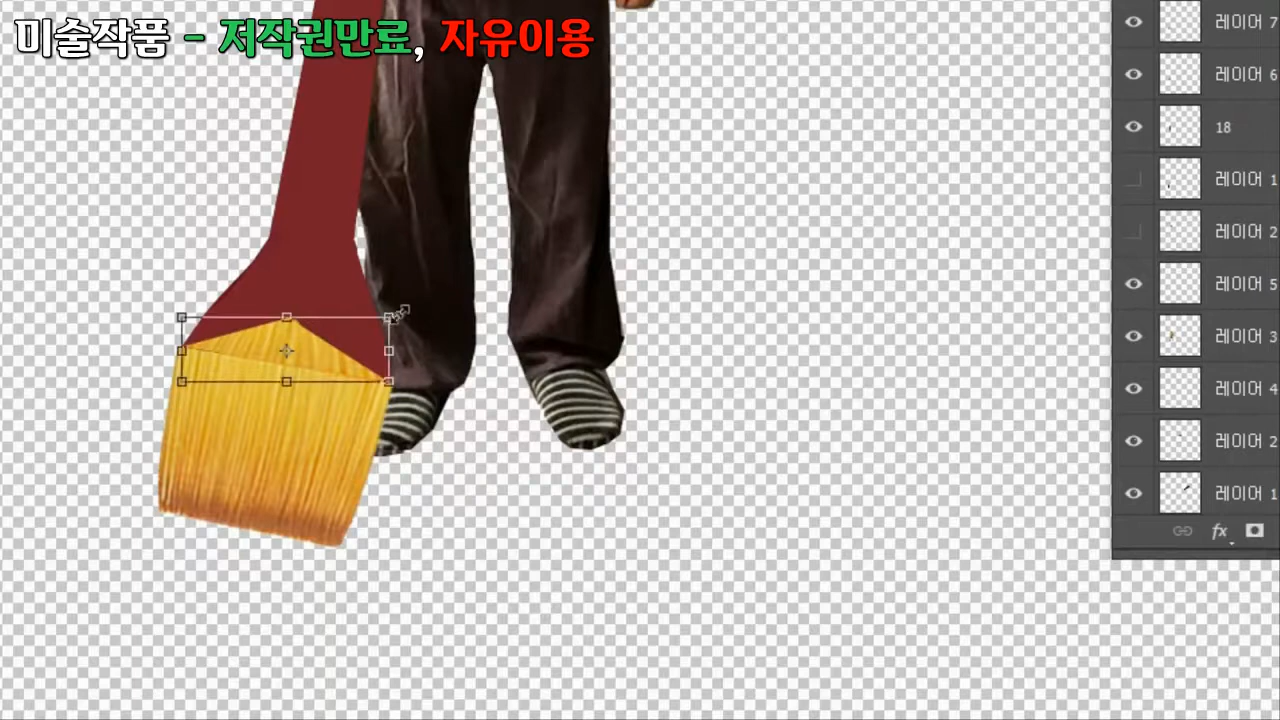 미술작품 - 저작권만료, 자유이용
레이어 7
레이어 6
18
레이어 1
레이어 2
레이어 5
레이어 3
레이어 4
레이어 2
레이어 1
fx